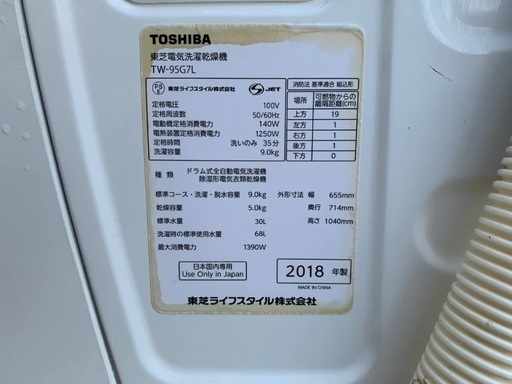 TOSHIBA
東芝電気洗濯乾燥機
TW-95G7L
PS E 東芝ライフスタイル株式会社 JET
定格電圧 100V
定格周波数 50/60Hz
電動機定格消費電力 140W
電熱装置定格消費電力 1250W
定格時間 洗いのみ 35分
洗濯容量 9.0kg
消防法 基準適合 組込形
場所 可燃物からの離隔距離(cm)
上方 19
左方 1
右方 1
後方 1
下方 0
種類 ドラム式全自動電気洗濯機
除湿形電気衣類乾燥機
標準コース・洗濯・脱水容量 9.0kg 外形寸法 幅 655mm
乾燥容量 5.0kg 奥行 714mm
標準水量 30L 高さ 1040mm
洗濯時の標準使用水量 68L
最大消費電力 1390W
日本国内専用
Use Only in Japan
2018 年製
MADE IN CHINA
東芝ライフスタイル株式会社